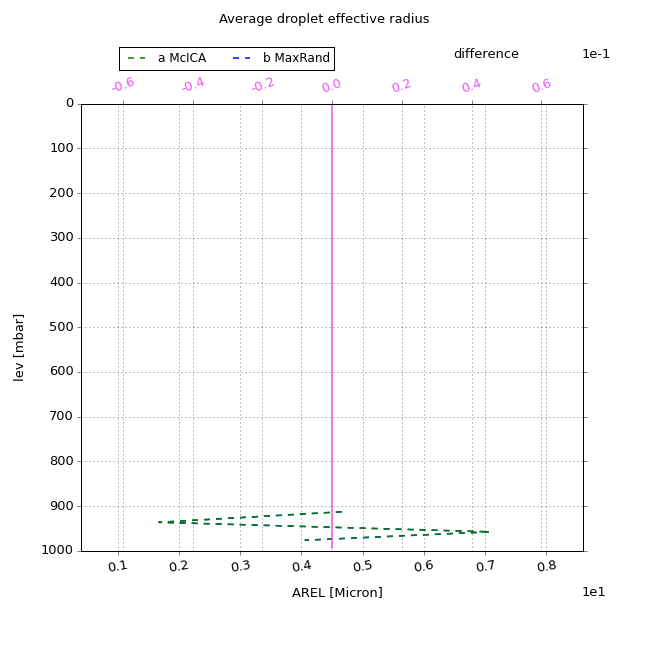 Average droplet effective radius
a McICA b MaxRand
difference 1e-1
-0.6 -0.4 -0.2 0.0 0.2 0.4 0.6
0
100
200
300
400
500
600
700
800
900
1000
lev [mbar]
0.1 0.2 0.3 0.4 0.5 0.6 0.7 0.8
AREL [Micron] 1e1